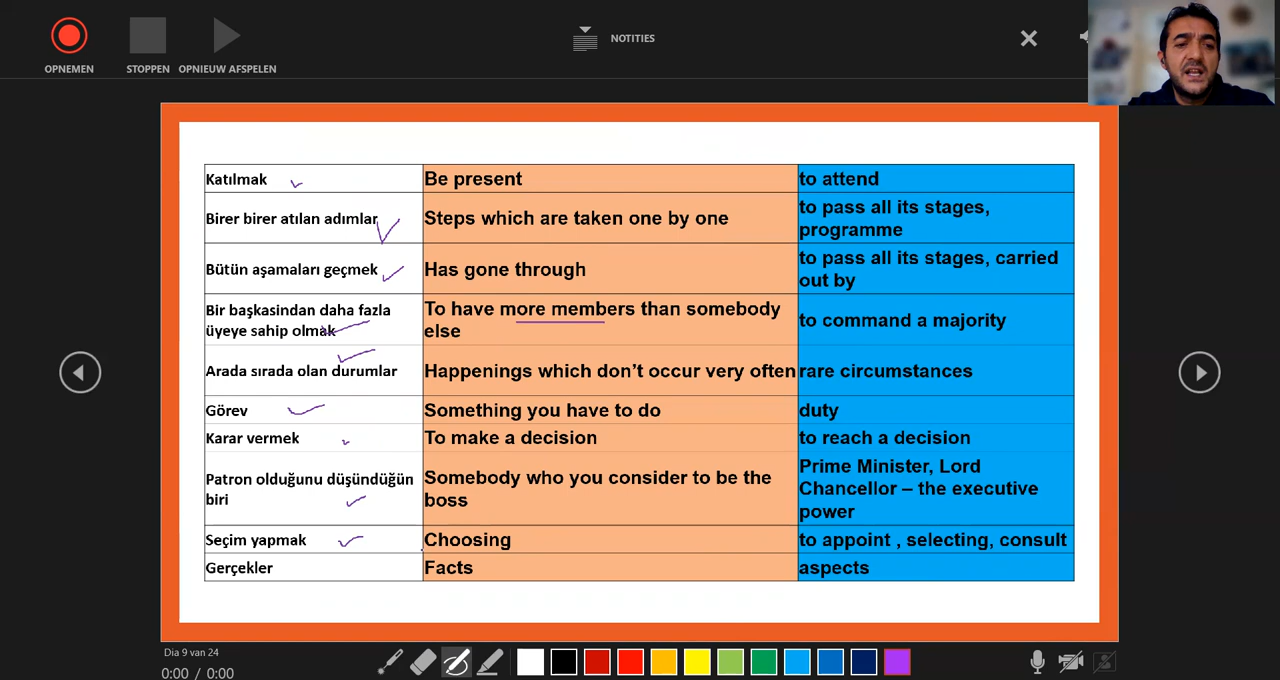 OPNEMEN
STOPPEN
OPNIEUW AFSPELEN
NOTITIES
Katılmak
Be present
to attend
Birer birer atılan adımlar
Steps which are taken one by one
to pass all its stages,
programme
Bütün aşamaları geçmek
Has gone through
to pass all its stages, carried
out by
Bir başkasindan daha fazla
üyeye sahip olmak
To have more members than somebody
else
to command a majority
Arada sırada olan durumlar
Happenings which don't occur very often
rare circumstances
Görev
Something you have to do
duty
Karar vermek
To make a decision
to reach a decision
Patron olduğunu düşündüğün
biri
Somebody who you consider to be the
boss
Prime Minister, Lord
Chancellor – the executive
power
Seçim yapmak
Choosing
to appoint , selecting, consult
Gerçekler
Facts
aspects
Dia 9 van 24
0:00 / 0:00